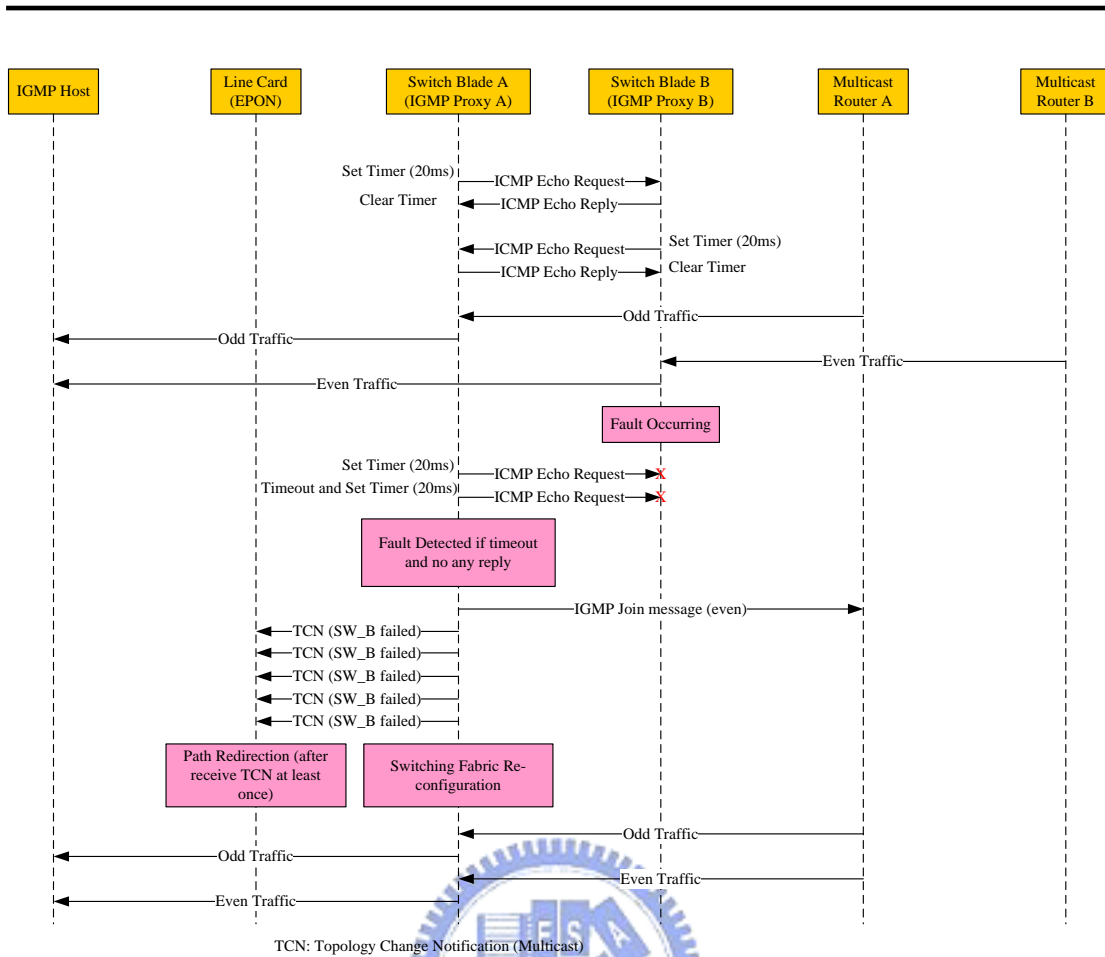 IGMP Host
Line Card
(EPON)
Switch Blade A
(IGMP Proxy A)
Switch Blade B
(IGMP Proxy B)
Multicast
Router A
Multicast
Router B
Set Timer (20ms)
ICMP Echo Request
Clear Timer
ICMP Echo Reply
ICMP Echo Request
Set Timer (20ms)
ICMP Echo Reply
Clear Timer
Odd Traffic
Odd Traffic
Even Traffic
Even Traffic
Fault Occurring
Set Timer (20ms)
ICMP Echo Request
X
Timeout and Set Timer (20ms)
ICMP Echo Request
X
Fault Detected if timeout
and no any reply
IGMP Join message (even)
TCN (SW_B failed)
TCN (SW_B failed)
TCN (SW_B failed)
TCN (SW_B failed)
TCN (SW_B failed)
Path Redirection (after
receive TCN at least
once)
Switching Fabric Re-
configuration
Odd Traffic
Odd Traffic
Even Traffic
Even Traffic
TCN: Topology Change Notification (Multicast)
ESA